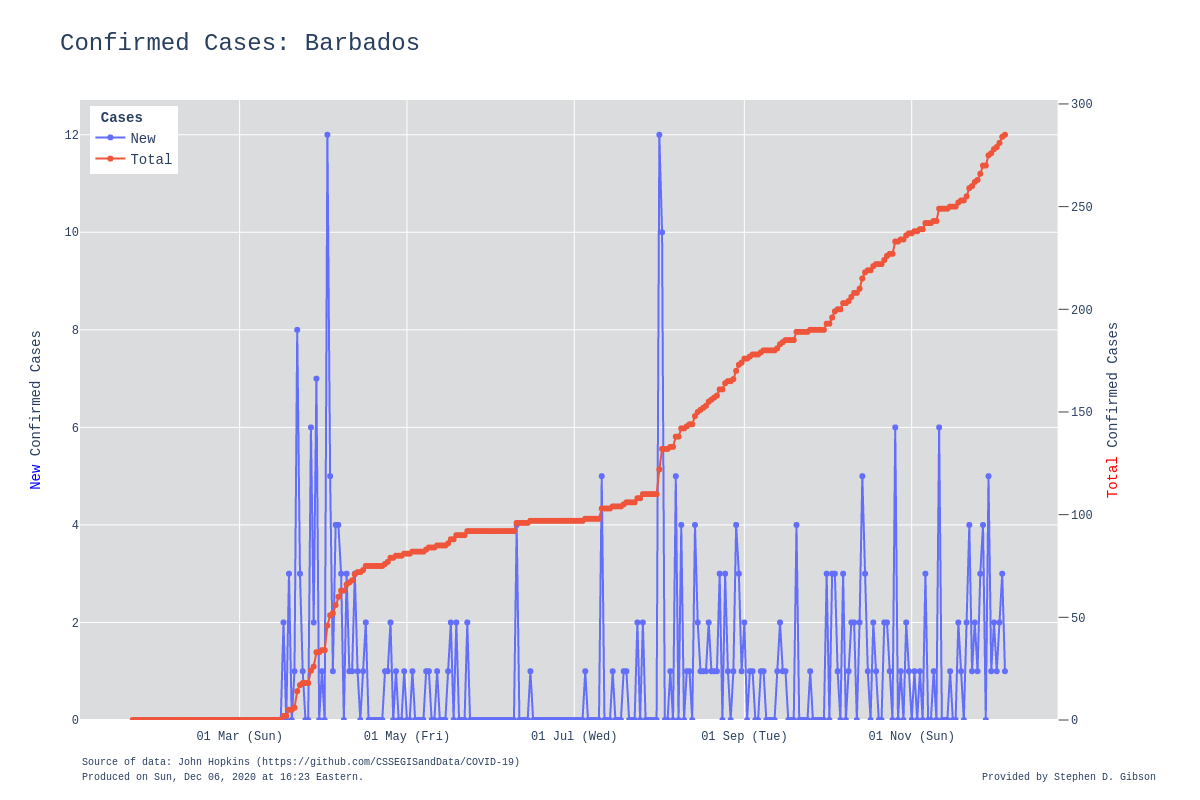 Confirmed Cases: Barbados
Cases
New
Total
12
10
8
6
4
2
0
300
250
200
150
100
50
0
New Confirmed Cases
Total Confirmed Cases
01 Mar (Sun)
01 May (Fri)
01 Jul (Wed)
01 Sep (Tue)
01 Nov (Sun)
Source of data: John Hopkins (https://github.com/CSSEGISandData/COVID-19)
Produced on Sun, Dec 06, 2020 at 16:23 Eastern.
Provided by Stephen D. Gibson